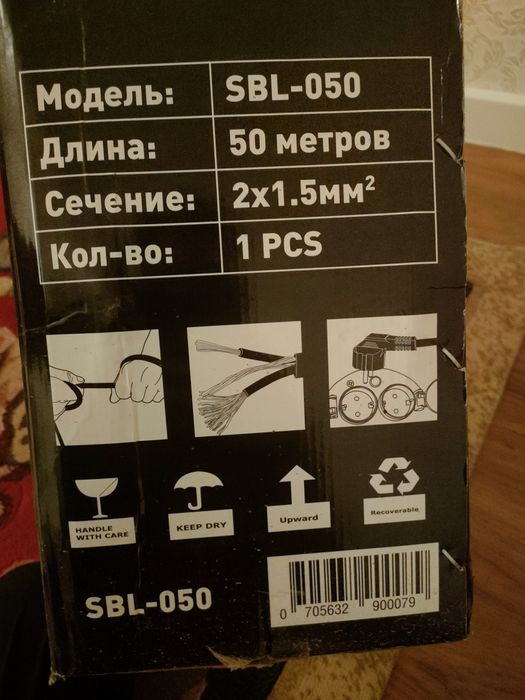 Модель: SBL-050
Длина: 50 метров
Сечение: 2x1.5мм²
Кол-во: 1 PCS
HANDLE
WITH CARE
KEEP DRY
Upward
Recoverable
SBL-050
0 705632 900079